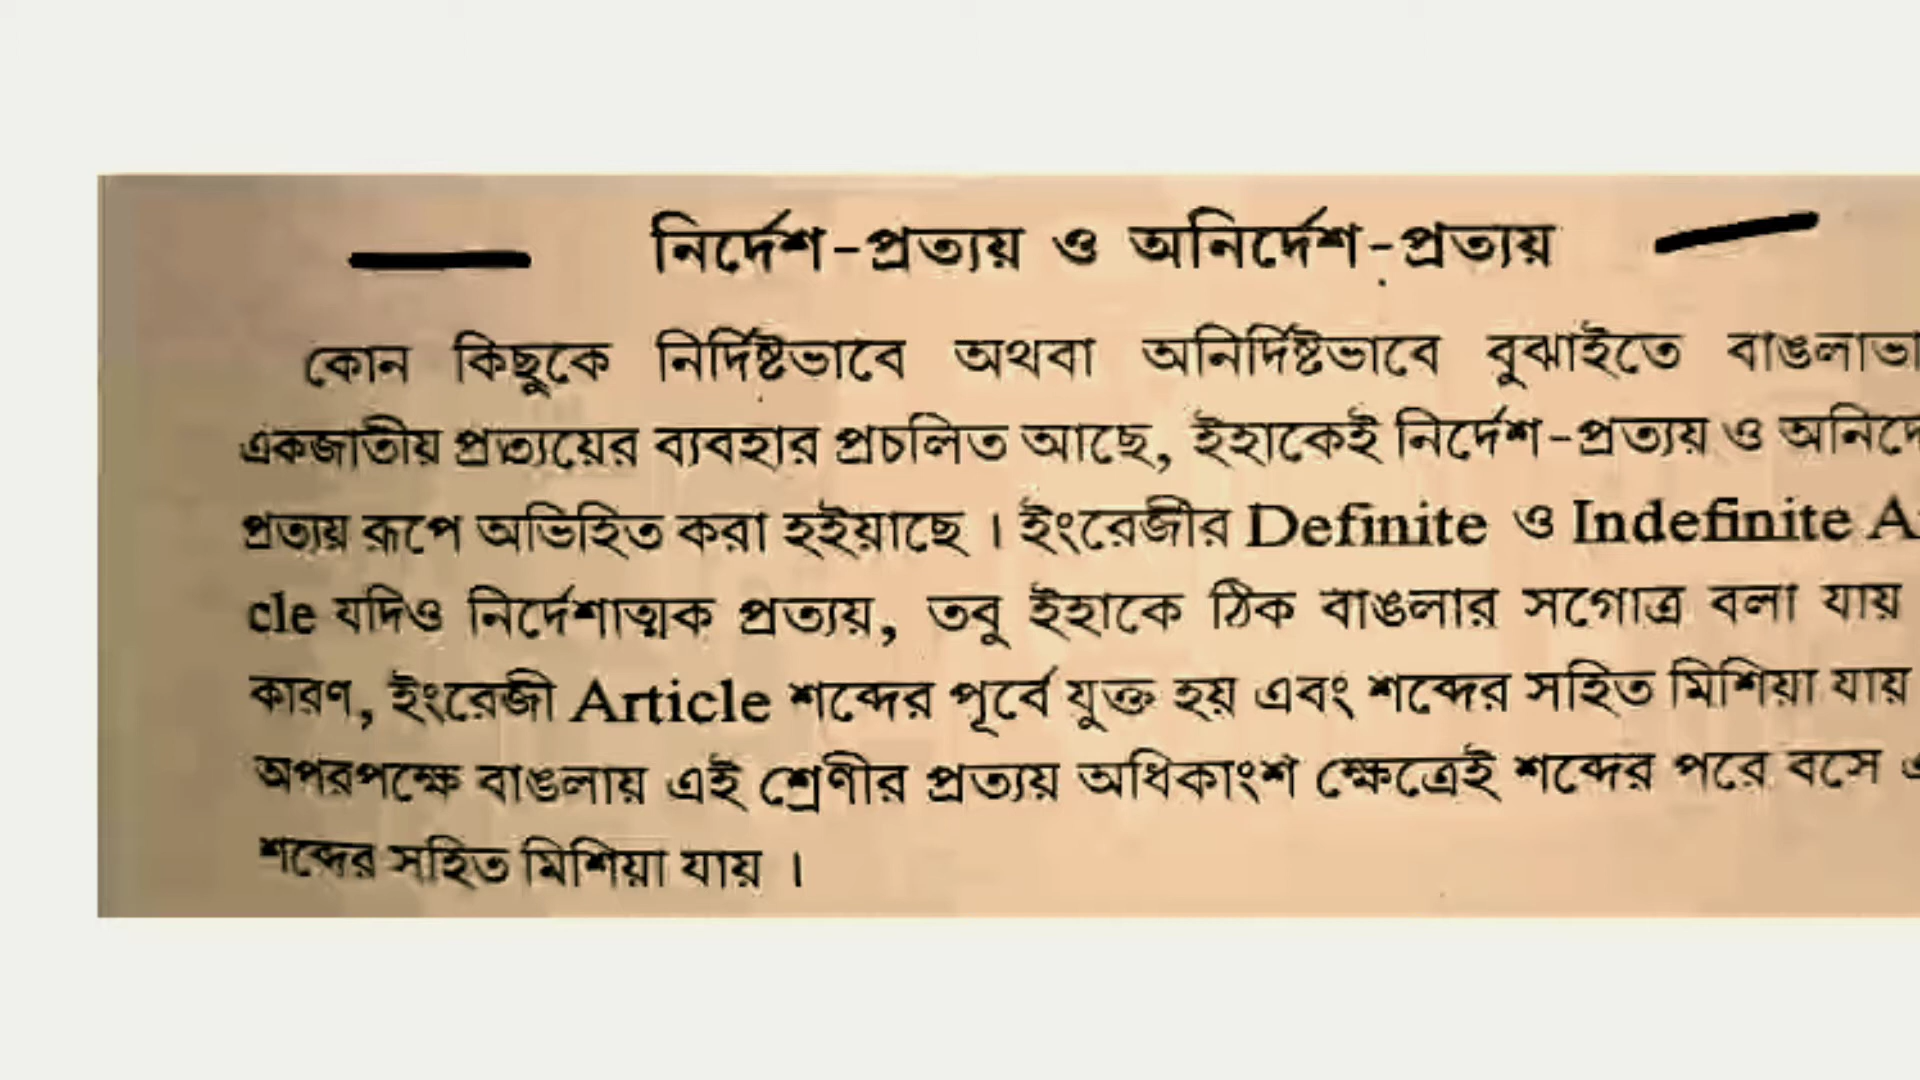 নির্দেশ-প্রত্যয় ও অনির্দেশ-প্রত্যয়
কোন কিছুকে নির্দিষ্টভাবে অথবা অনির্দিষ্টভাবে বুঝাইতে বাঙলাভা
একজাতীয় প্রত্যয়ের ব্যবহার প্রচলিত আছে, ইহাকেই নির্দেশ-প্রত্যয় ও অনির্দে
প্রত্যয় রূপে অভিহিত করা হইয়াছে । ইংরেজীর Definite ও Indefinite A
cle যদিও নির্দেশাত্মক প্রত্যয়, তবু ইহাকে ঠিক বাঙলার সগোত্র বলা যায়
কারণ, ইংরেজী Article শব্দের পূর্বে যুক্ত হয় এবং শব্দের সহিত মিশিয়া যায়
অপরপক্ষে বাঙলায় এই শ্রেণীর প্রত্যয় অধিকাংশ ক্ষেত্রেই শব্দের পরে বসে
শব্দের সহিত মিশিয়া যায় ।